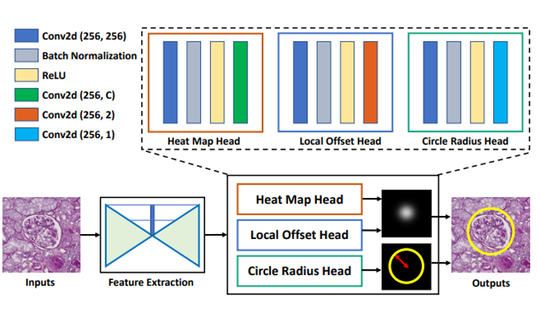 Conv2d (256, 256)
Batch Normalization
ReLU
Conv2d (256, C)
Conv2d (256, 2)
Conv2d (256, 1)
Heat Map Head
Local Offset Head
Circle Radius Head
Heat Map Head
Local Offset Head
Circle Radius Head
Inputs
Feature Extraction
Outputs